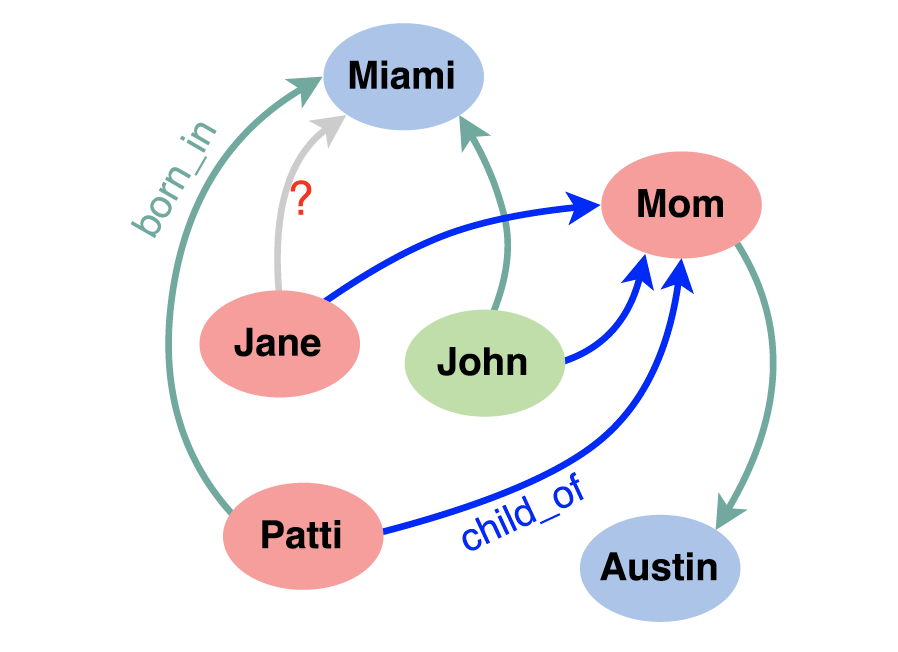 Miami
born_in
?
Mom
Jane
John
Patti
child_of
Austin